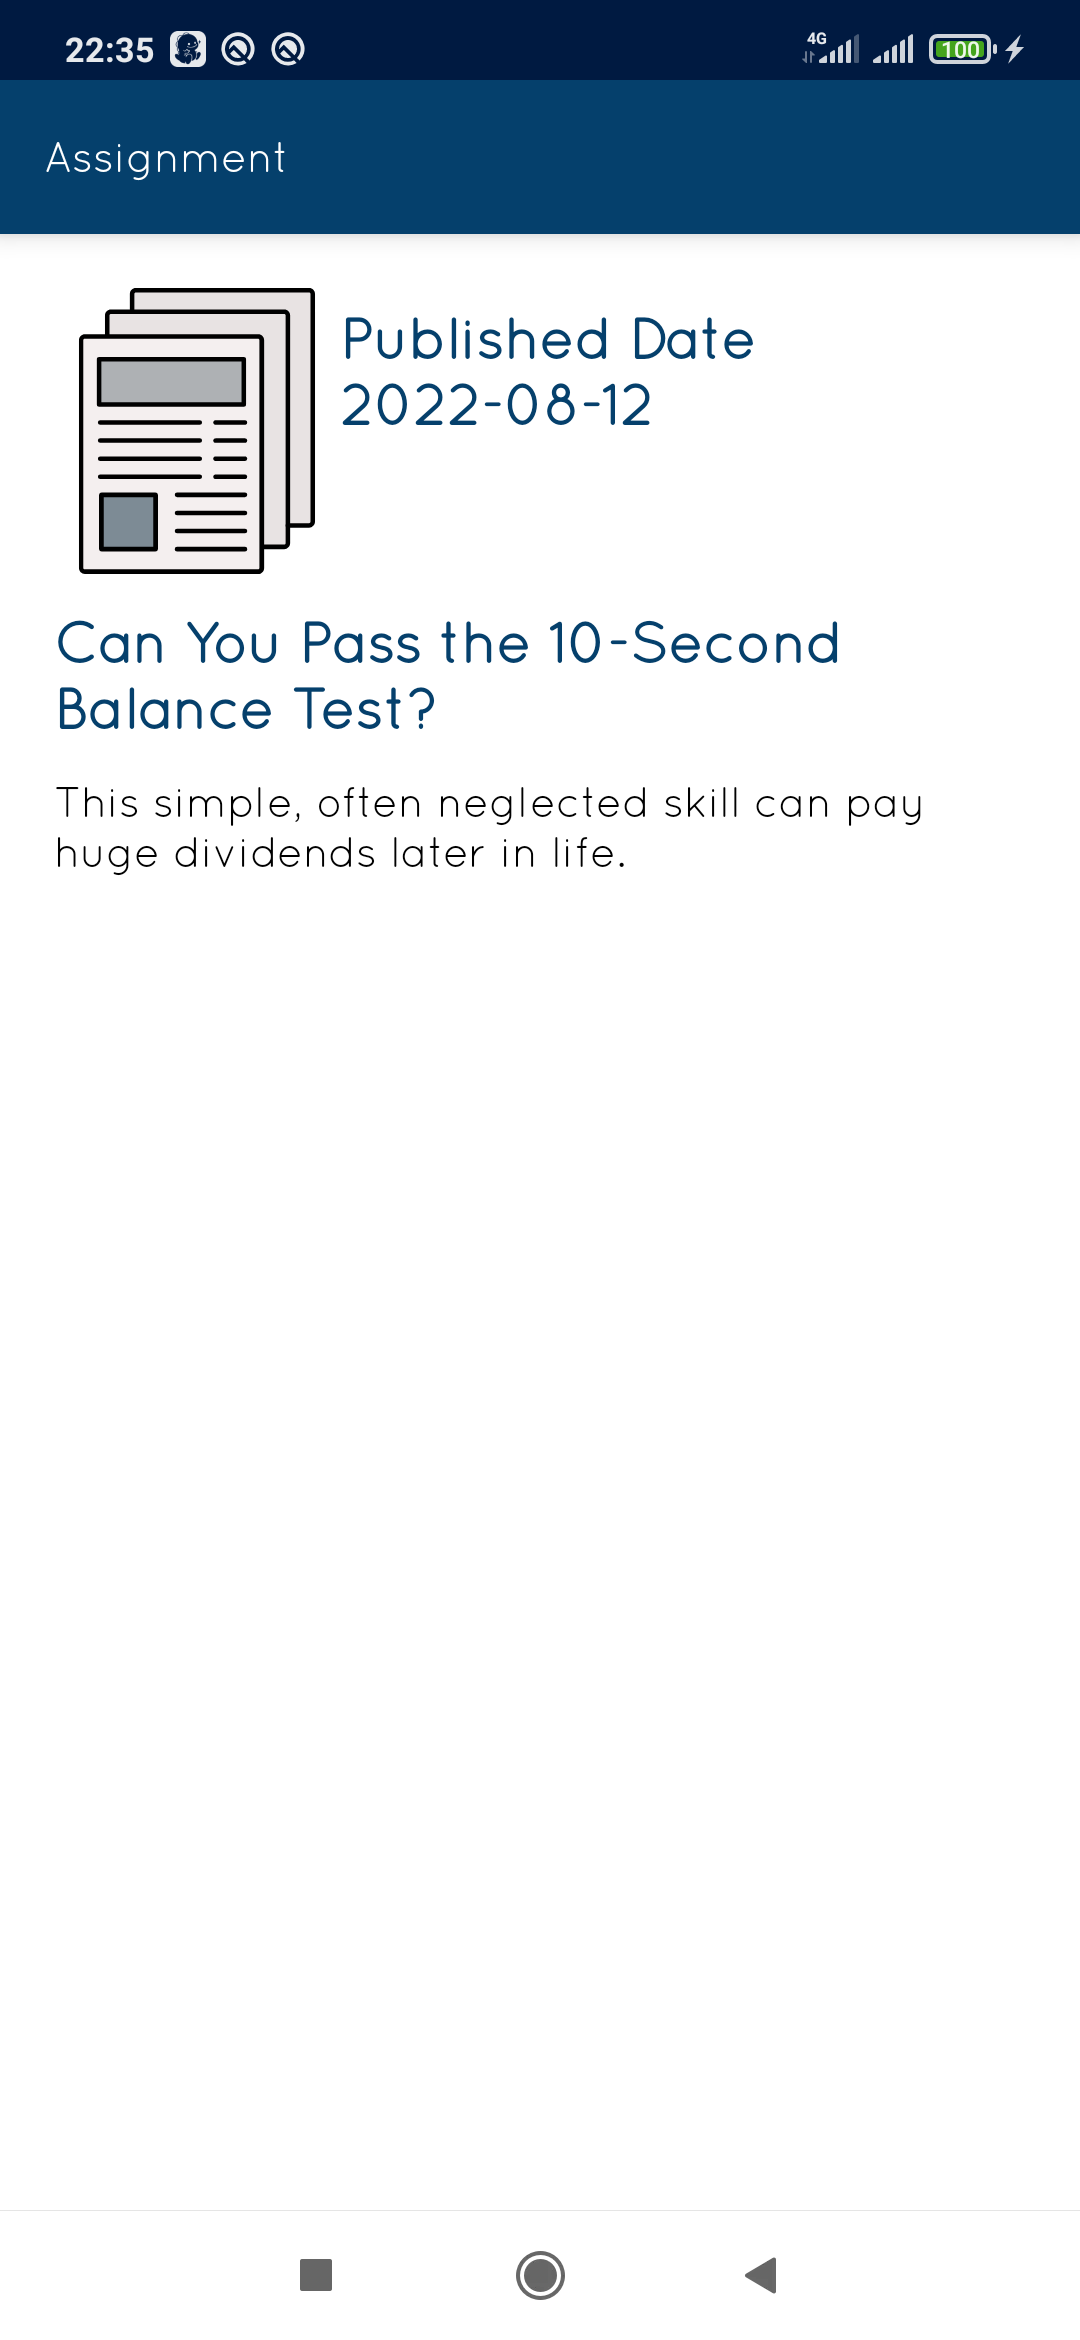 22:35
4G
100
Assignment
Published Date
2022-08-12
Can You Pass the 10-Second
Balance Test?
This simple, often neglected skill can pay
huge dividends later in life.